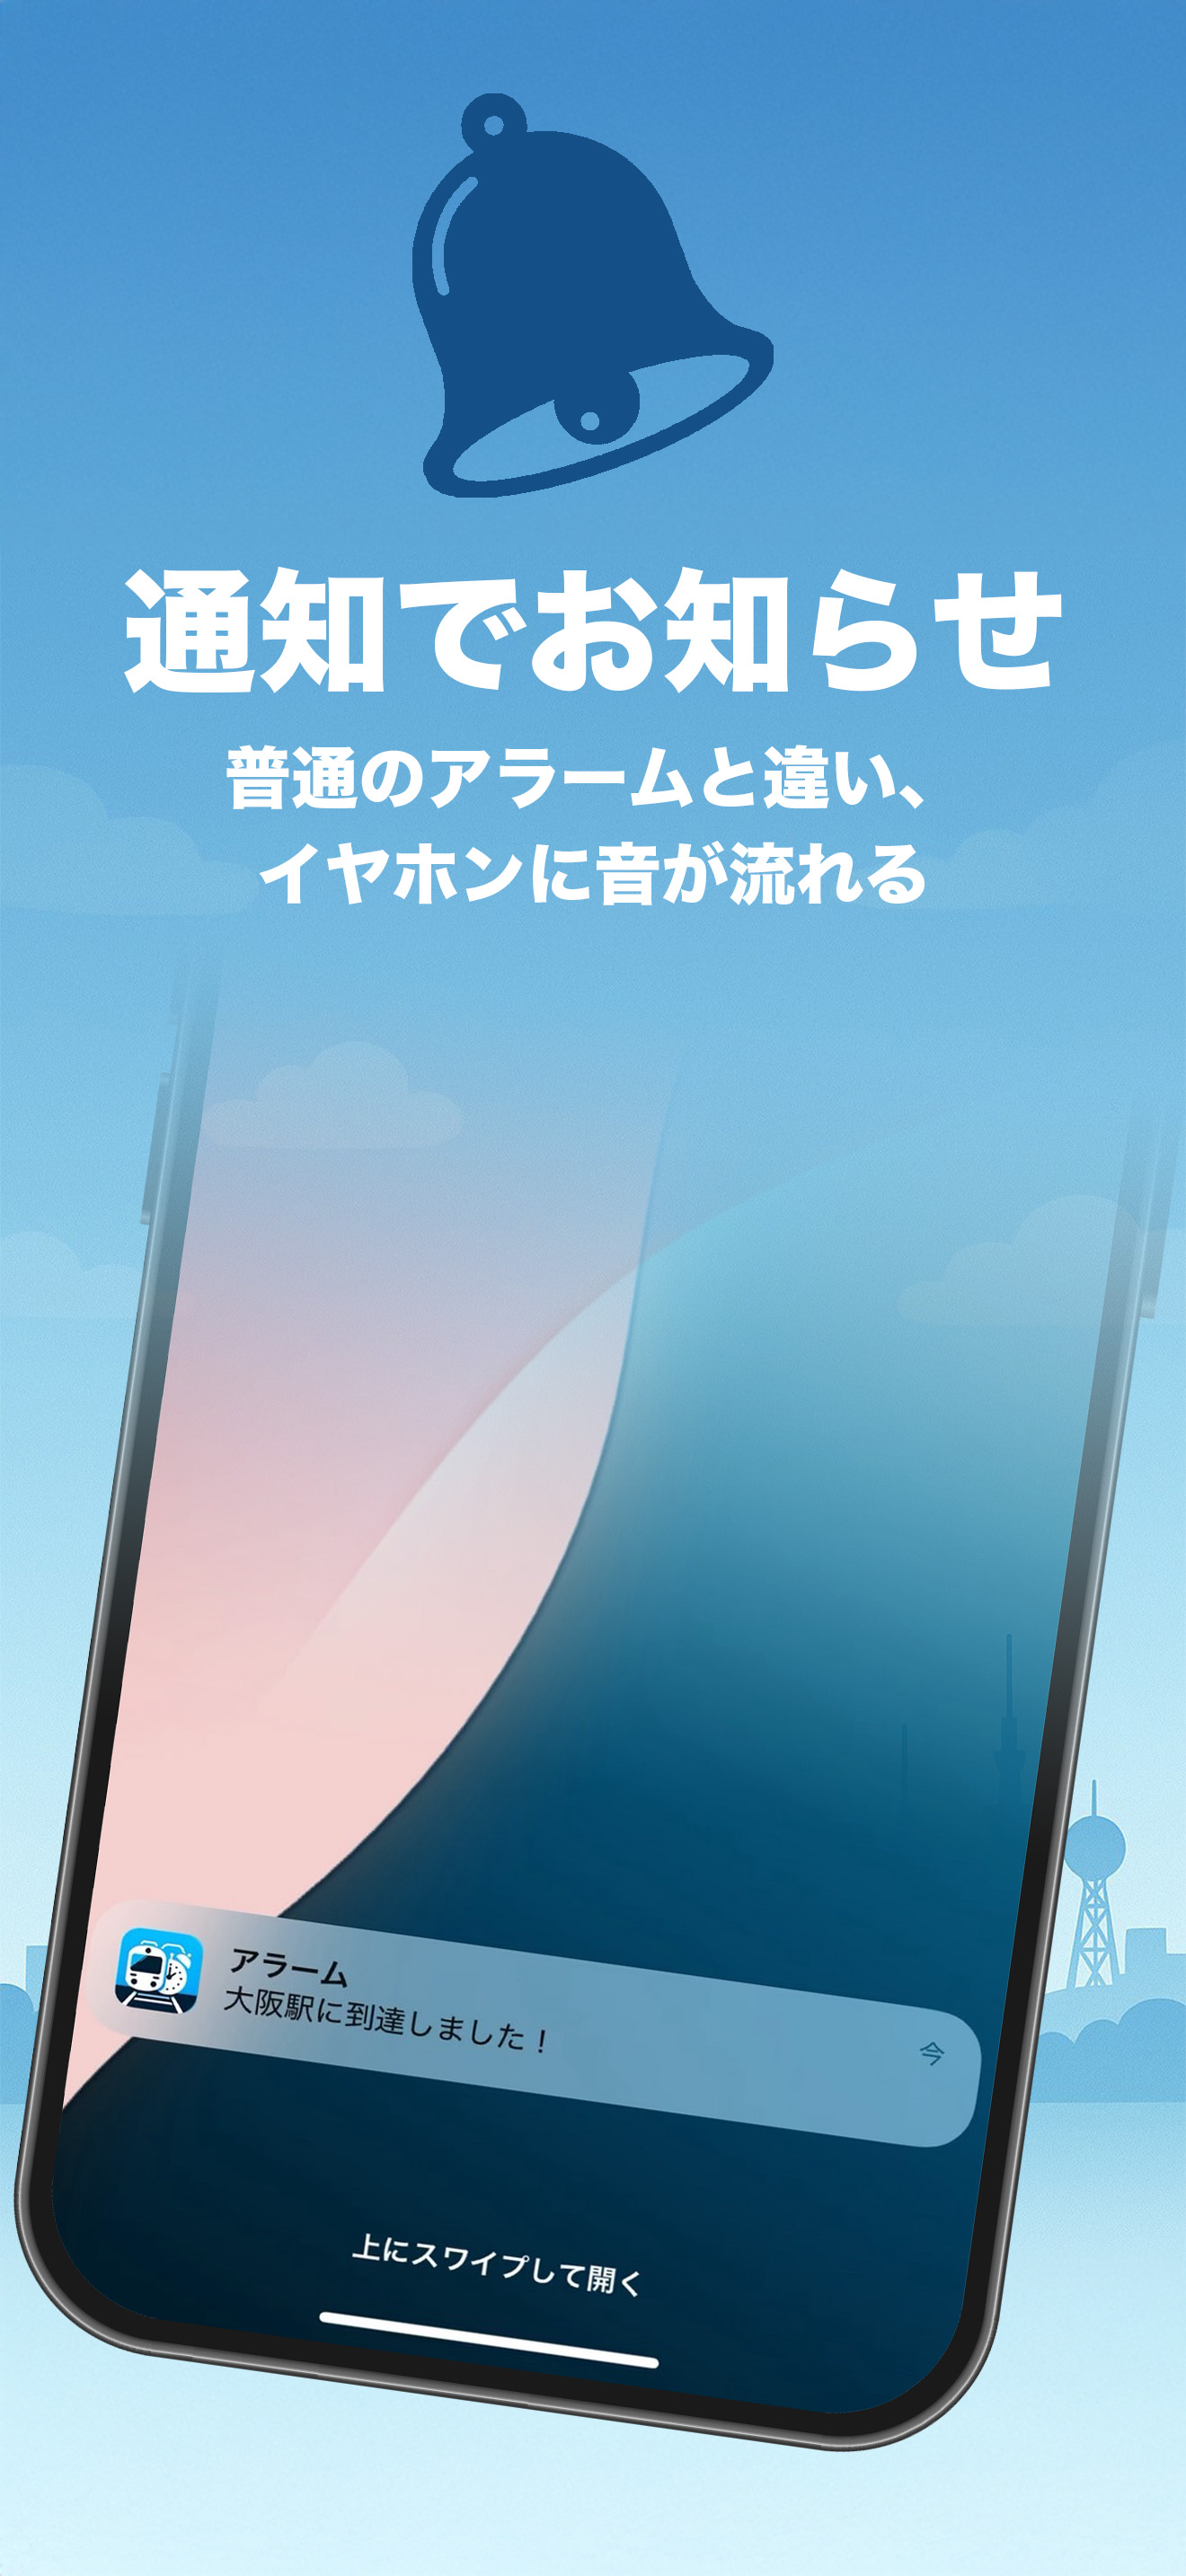 通知でお知らせ
普通のアラームと違い、
イヤホンに音が流れる
アラーム
大阪駅に到達しました！
今
上にスワイプして開く